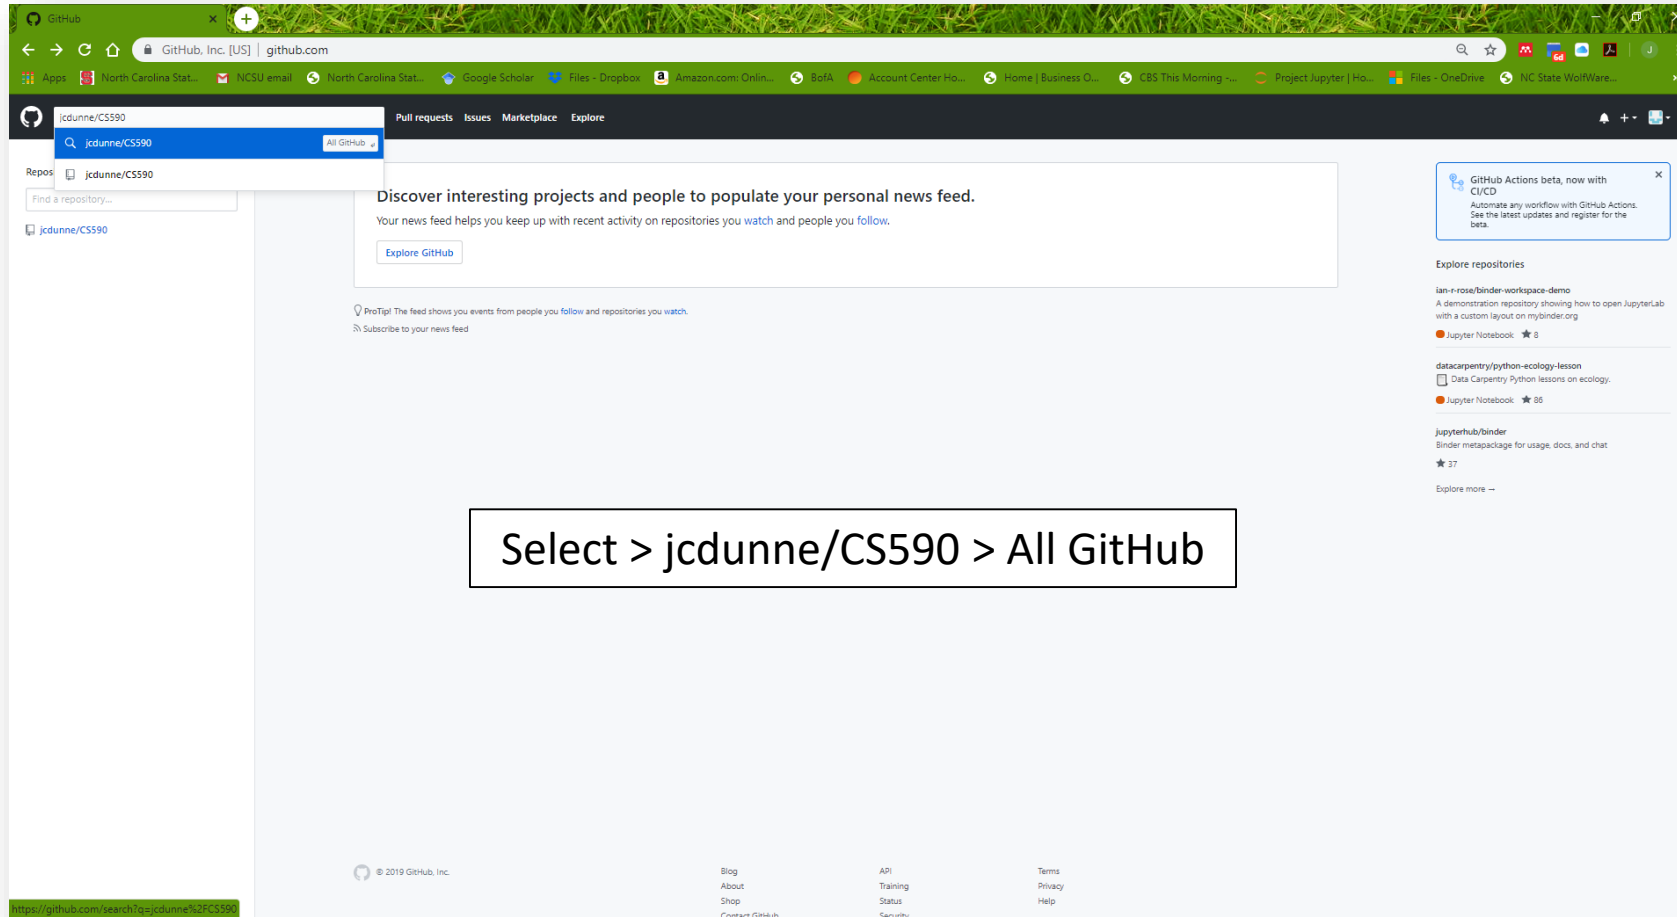 GitHub
GitHub, Inc. [US] | github.com
6d
J
Apps North Carolina Stat... NCSU email North Carolina Stat... Google Scholar Files - Dropbox Amazon.com: Onlin... BofA Account Center Ho... Home | Business O... CBS This Morning -... Project Jupyter | Ho... Files - OneDrive NC State WolfWare...
jcdunne/CS590 Pull requests Issues Marketplace Explore
jcdunne/CS590 All GitHub
jcdunne/CS590
Repos
Find a repository...
jcdunne/CS590
Discover interesting projects and people to populate your personal news feed.
Your news feed helps you keep up with recent activity on repositories you watch and people you follow.
Explore GitHub
ProTip! The feed shows you events from people you follow and repositories you watch.
Subscribe to your news feed
GitHub Actions beta, now with
CI/CD
Automate any workflow with GitHub Actions.
See the latest updates and register for the
beta.
Explore repositories
ian-r-rose/binder-workspace-demo
A demonstration repository showing how to open JupyterLab
with a custom layout on mybinder.org
Jupyter Notebook 8
datacarpentry/python-ecology-lesson
Data Carpentry Python lessons on ecology.
Jupyter Notebook 86
jupyterhub/binder
Binder metapackage for usage, docs, and chat
37
Explore more →
Select > jcdunne/CS590 > All GitHub
© 2019 GitHub, Inc.
Blog API Terms
About Training Privacy
Shop Status Help
Contact GitHub Security
https://github.com/search?q=jcdunne%2FCS590